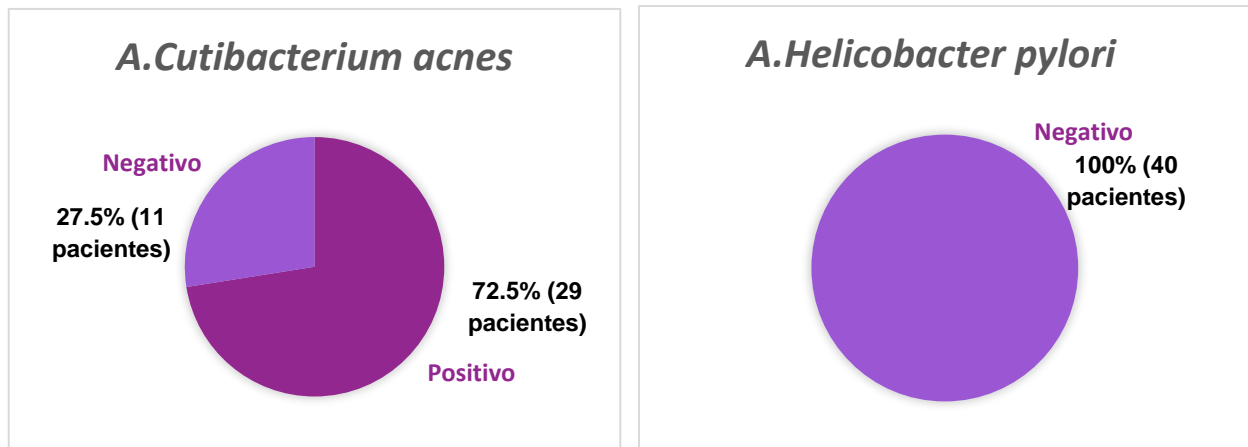 A.Cutibacterium acnes
Negativo
27.5% (11
pacientes)
72.5% (29
pacientes)
Positivo
A.Helicobacter pylori
Negativo
100% (40
pacientes)